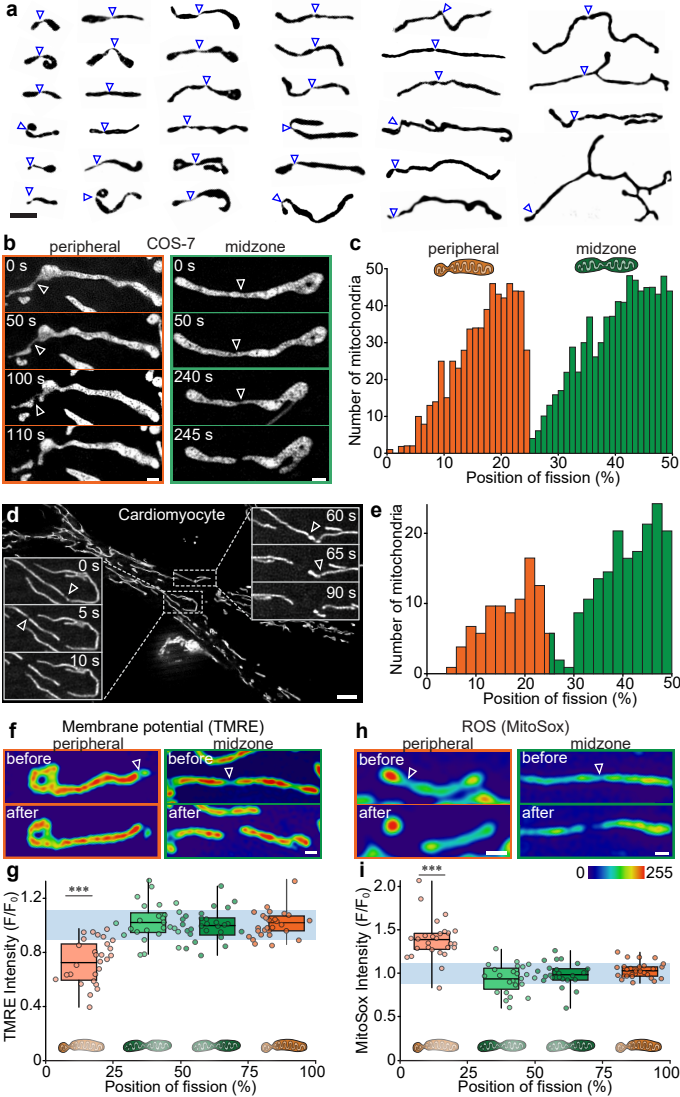 a
b
peripheral
COS-7
midzone
0 s
50 s
100 s
110 s
0 s
50 s
240 s
245 s
c
peripheral
midzone
50
40
30
20
10
0
Number of mitochondria
0
10
20
30
40
50
Position of fission (%)
d
Cardiomyocyte
0 s
5 s
10 s
60 s
65 s
90 s
e
20
10
0
Number of mitochondria
0
10
20
30
40
50
Position of fission (%)
f
Membrane potential (TMRE)
peripheral
midzone
before
after
h
ROS (MitoSox)
peripheral
midzone
before
after
0
255
g
***
1.2
0.8
0.4
0
TMRE Intensity (F/F₀)
0
25
50
75
100
Position of fission (%)
i
***
2.0
1.5
1.0
0.5
0
MitoSox Intensity (F/F₀)
0
25
50
75
100
Position of fission (%)